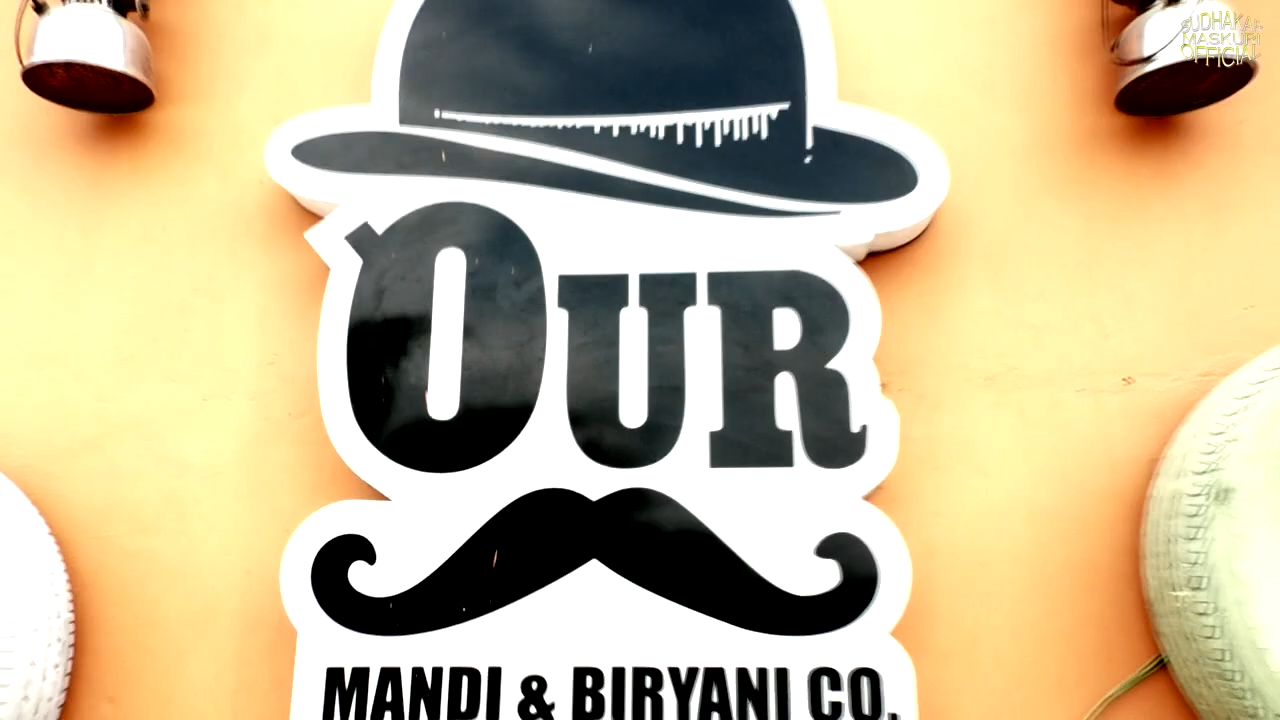 SUDHAKAR
MASKURI
OFFICIAL
OUR
MANDI & BIRYANI CO.